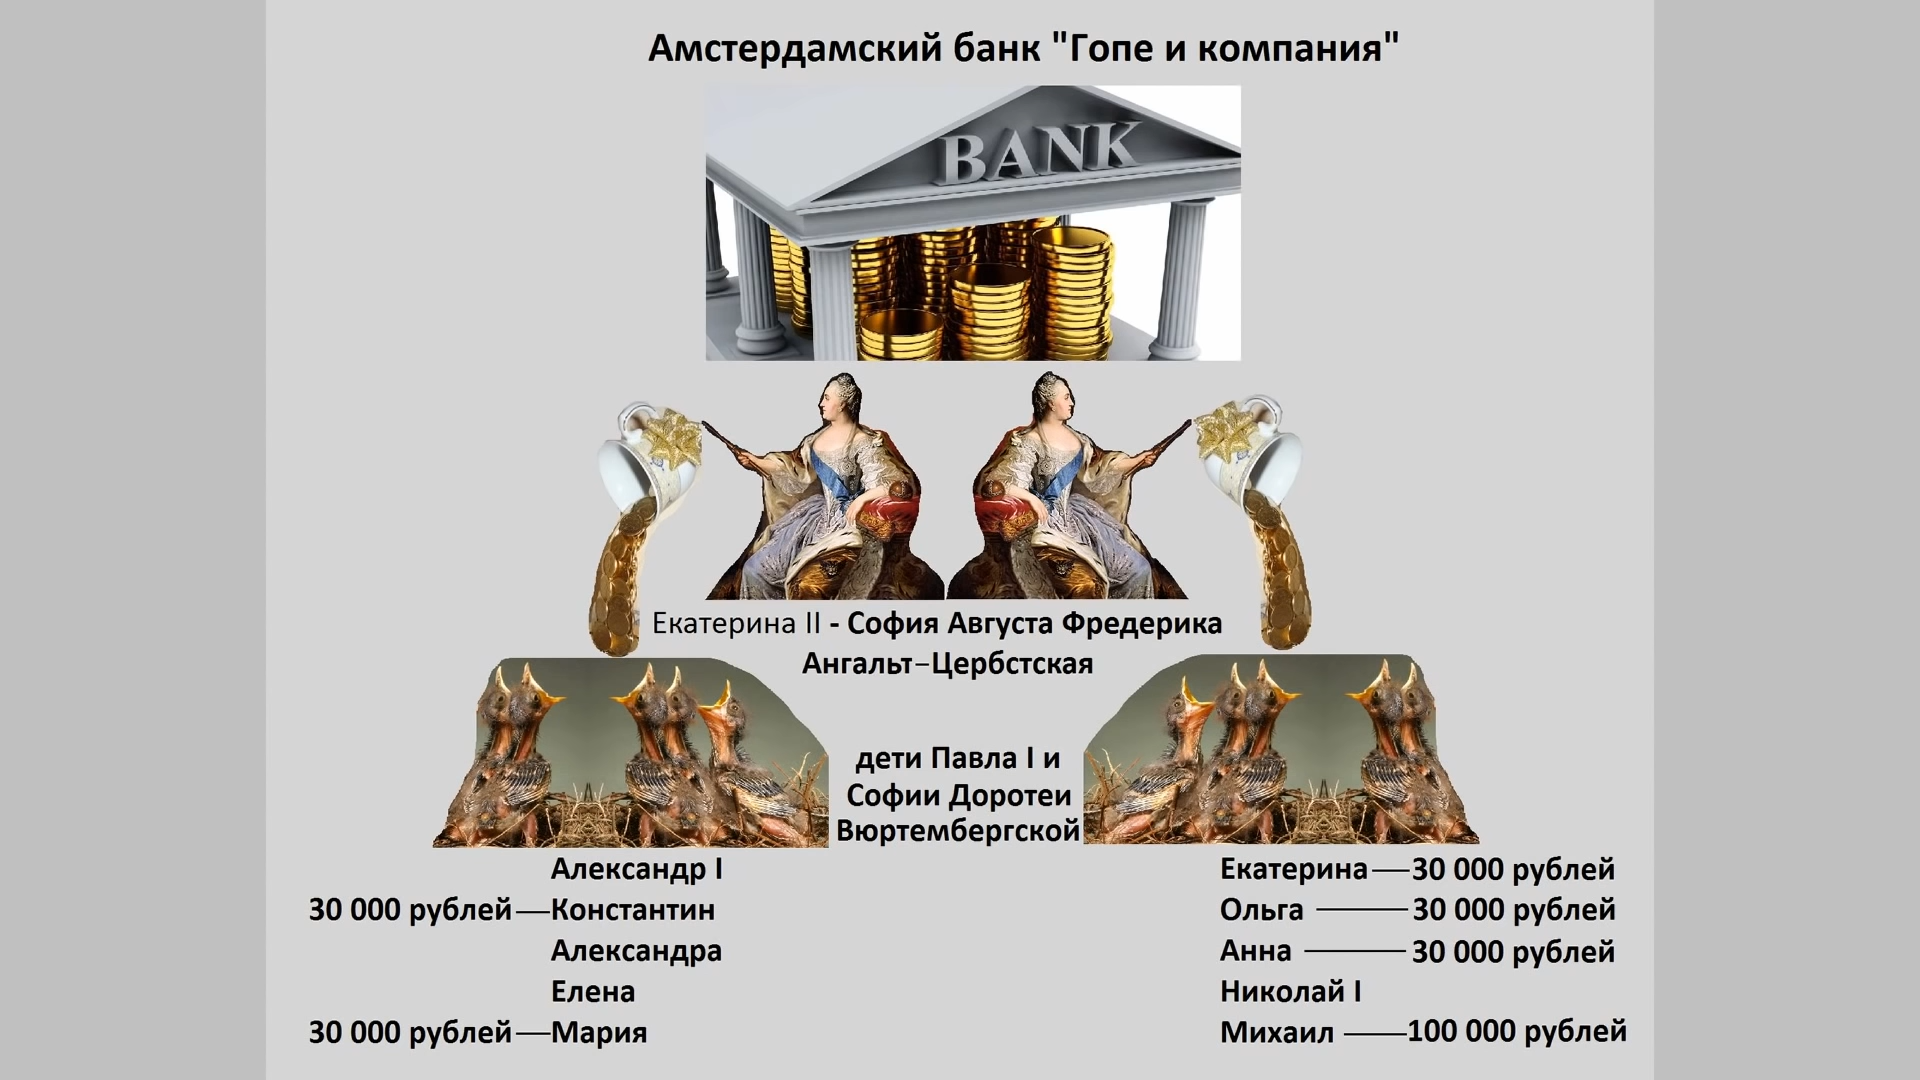 Амстердамский банк "Гопе и компания"
BANK
Екатерина II - София Августа Фредерика
Ангальт–Цербстская
дети Павла I и
Софии Доротеи
Вюртембергской
Александр I
30 000 рублей — Константин
Александра
Елена
30 000 рублей — Мария
Екатерина — 30 000 рублей
Ольга — 30 000 рублей
Анна — 30 000 рублей
Николай I
Михаил — 100 000 рублей